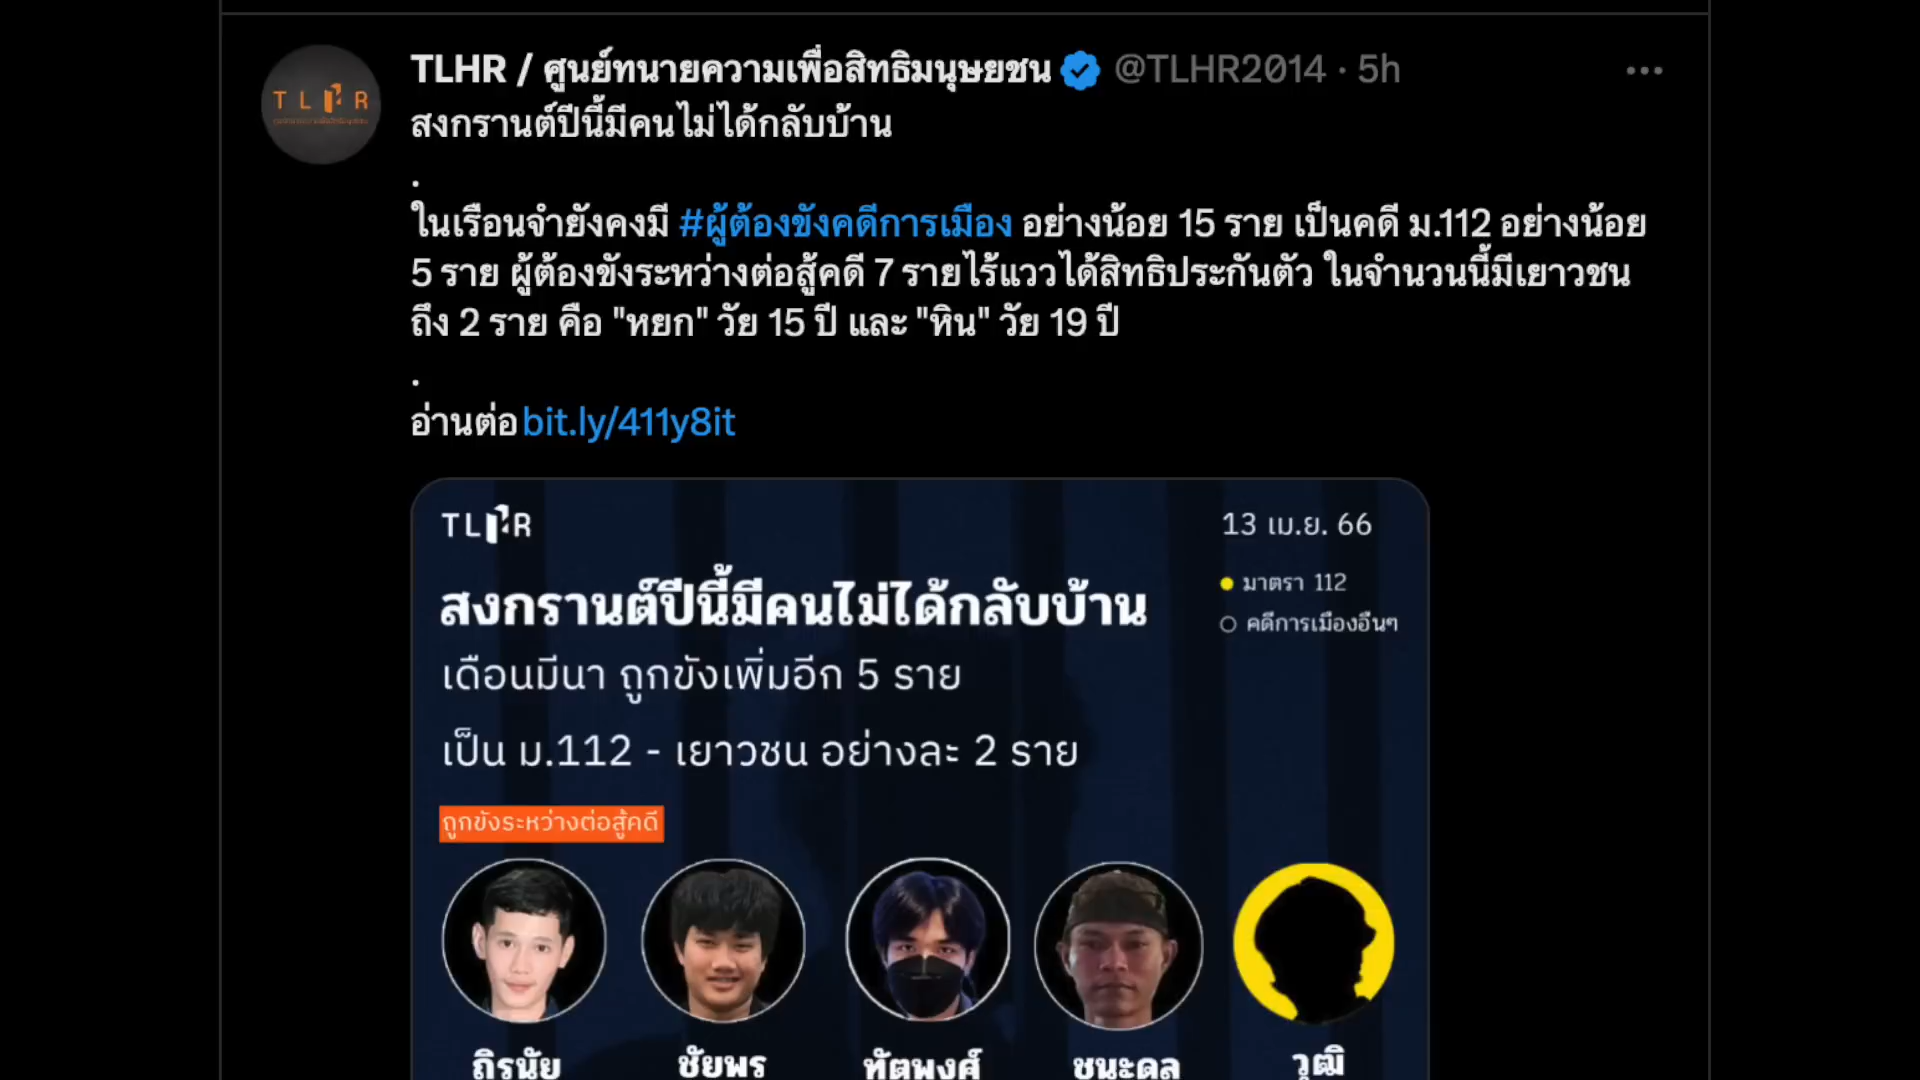 TLHR
TLHR / ศูนย์ทนายความเพื่อสิทธิมนุษยชน @TLHR2014 · 5h
สงกรานต์ปีนี้มีคนไม่ได้กลับบ้าน
.
ในเรือนจำยังคงมี #ผู้ต้องขังคดีการเมือง อย่างน้อย 15 ราย เป็นคดี ม.112 อย่างน้อย
5 ราย ผู้ต้องขังระหว่างต่อสู้คดี 7 รายไร้แววได้สิทธิประกันตัว ในจำนวนนี้มีเยาวชน
ถึง 2 ราย คือ "หยก" วัย 15 ปี และ "หิน" วัย 19 ปี
.
อ่านต่อ bit.ly/411y8it
TLHR
13 เม.ย. 66
มาตรา 112
คดีการเมืองอื่นๆ
สงกรานต์ปีนี้มีคนไม่ได้กลับบ้าน
เดือนมีนา ถูกขังเพิ่มอีก 5 ราย
เป็น ม.112 - เยาวชน อย่างละ 2 ราย
ถูกขังระหว่างต่อสู้คดี
ถิรนัย ชัยพร ทัตพงศ์ ชนะดล วุฒิ